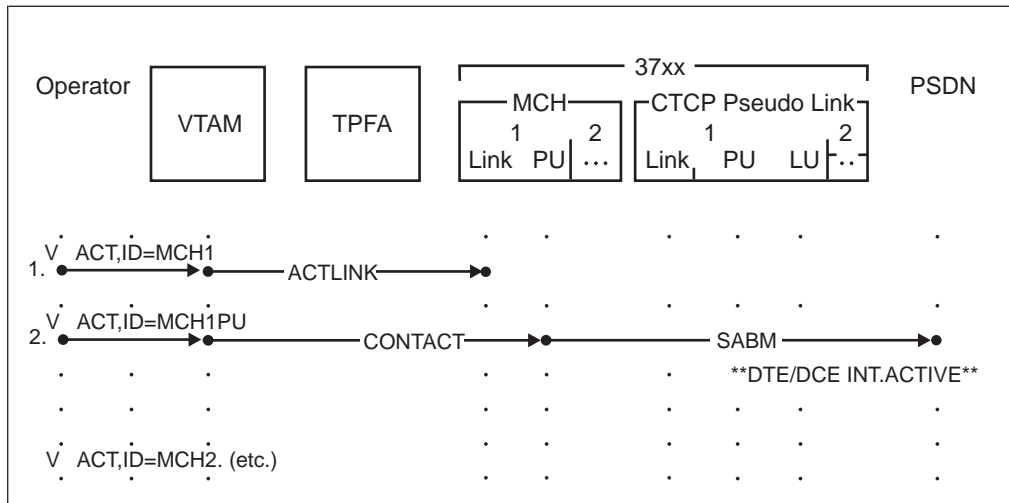 37xx
Operator VTAM TPFA MCH CTCP Pseudo Link PSDN
1 2 1 2
Link PU ... Link PU LU ..
V ACT,ID=MCH1
1. ACTLINK
V ACT,ID=MCH1PU
2. CONTACT SABM
**DTE/DCE INT.ACTIVE**
V ACT,ID=MCH2. (etc.)